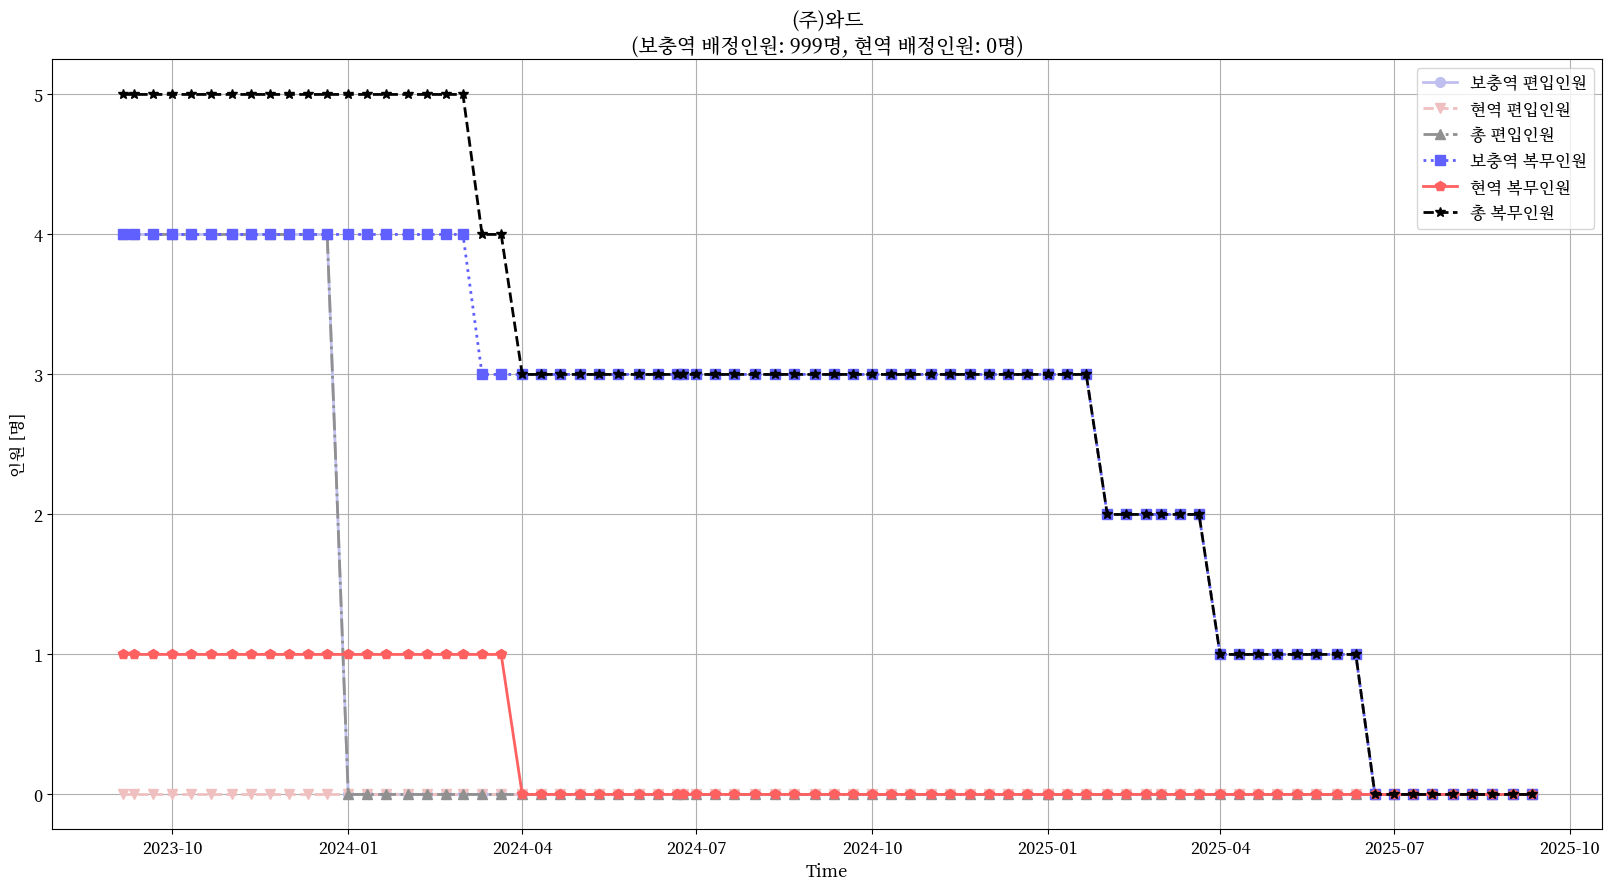 (주)와드
(보충역 배정인원: 999명, 현역 배정인원: 0명)
보충역 편입인원
현역 편입인원
총 편입인원
보충역 복무인원
현역 복무인원
총 복무인원
인원 [명]
5
4
3
2
1
0
2023-10
2024-01
2024-04
2024-07
2024-10
2025-01
2025-04
2025-07
2025-10
Time